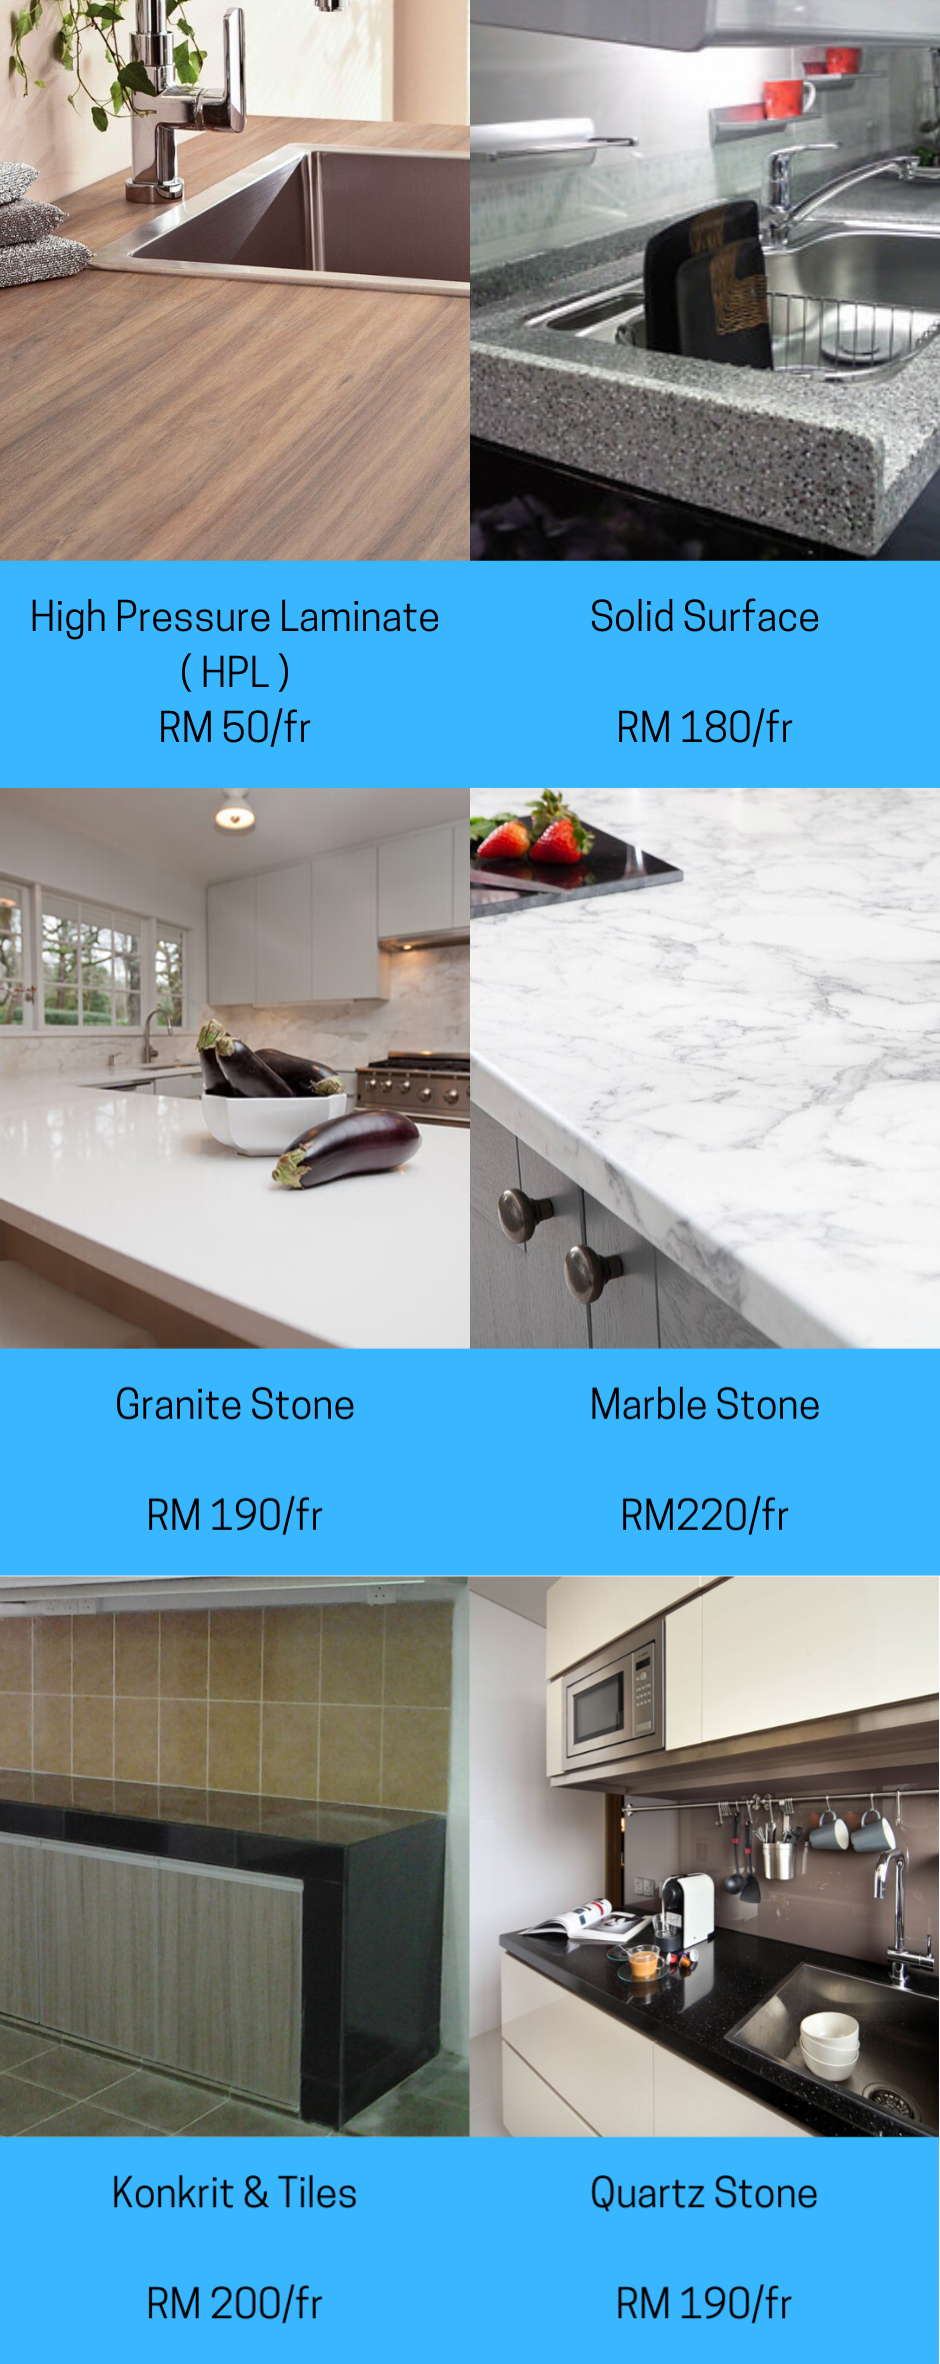 High Pressure Laminate
( HPL )
RM 50/fr
Solid Surface
RM 180/fr
Granite Stone
RM 190/fr
Marble Stone
RM220/fr
Konkrit & Tiles
RM 200/fr
Quartz Stone
RM 190/fr